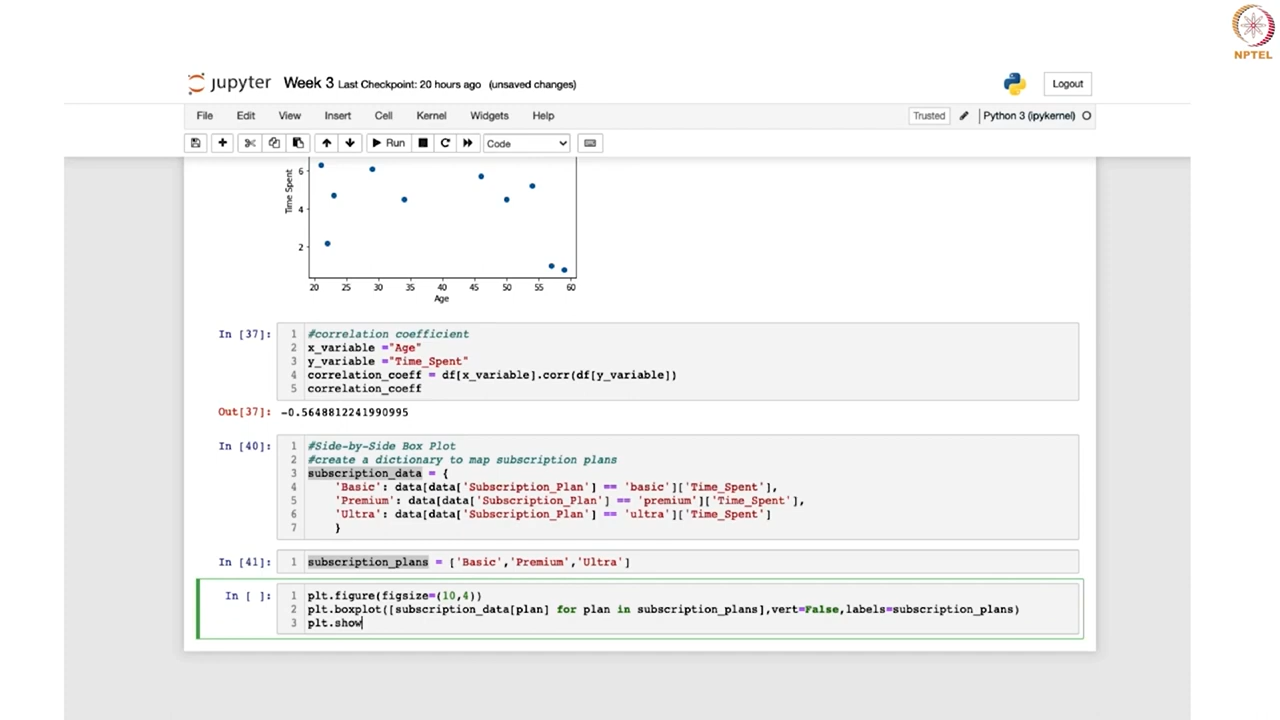 NPTEL
jupyter Week 3 Last Checkpoint: 20 hours ago (unsaved changes)
Logout
File Edit View Insert Cell Kernel Widgets Help
Trusted Python 3 (ipykernel)
Run Code
6
4
2
Time Spent
20 25 30 35 40 45 50 55 60
Age
In [37]:
1 #correlation coefficient
2 x_variable ="Age"
3 y_variable ="Time_Spent"
4 correlation_coeff = df[x_variable].corr(df[y_variable])
5 correlation_coeff
Out[37]: -0.5648812241990995
In [40]:
1 #Side-by-Side Box Plot
2 #create a dictionary to map subscription plans
3 subscription_data = {
4 'Basic': data[data['Subscription_Plan'] == 'basic']['Time_Spent'],
5 'Premium': data[data['Subscription_Plan'] == 'premium']['Time_Spent'],
6 'Ultra': data[data['Subscription_Plan'] == 'ultra']['Time_Spent']
7 }
In [41]: 1 subscription_plans = ['Basic','Premium','Ultra']
In [ ]:
1 plt.figure(figsize=(10,4))
2 plt.boxplot([subscription_data[plan] for plan in subscription_plans],vert=False,labels=subscription_plans)
3 plt.show